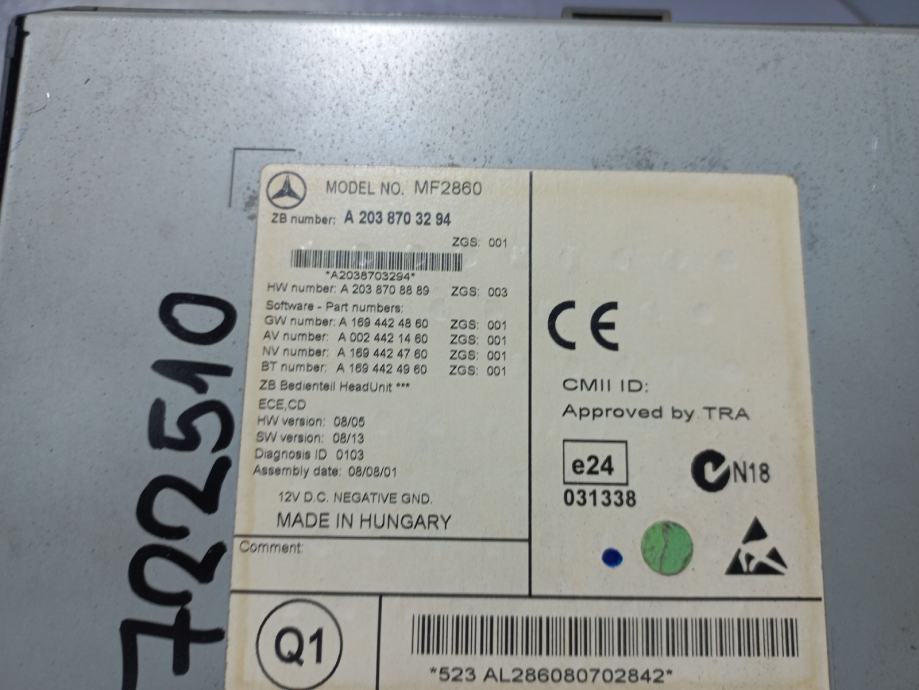 MODEL NO. MF2860
ZB number: A 203 870 32 94
ZGS: 001
*A2038703294*
HW number: A 203 870 88 89 ZGS: 003
Software - Part numbers:
GW number: A 169 442 48 60 ZGS: 001
AV number: A 002 442 14 60 ZGS: 001
NV number: A 169 442 47 60 ZGS: 001
BT number: A 169 442 49 60 ZGS: 001
ZB Bedienteil HeadUnit ***
ECE,CD
HW version: 08/05
SW version: 08/13
Diagnosis ID 0103
Assembly date: 08/08/01
12V D.C. NEGATIVE GND.
MADE IN HUNGARY
Comment:
CE
CMII ID:
Approved by TRA
e24
031338
N18
Q1
*523 AL286080702842*
722510